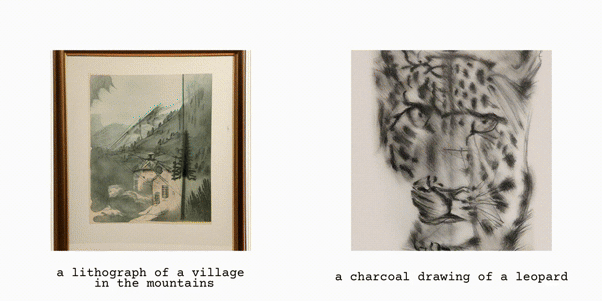 a lithograph of a village
in the mountains
a charcoal drawing of a leopard